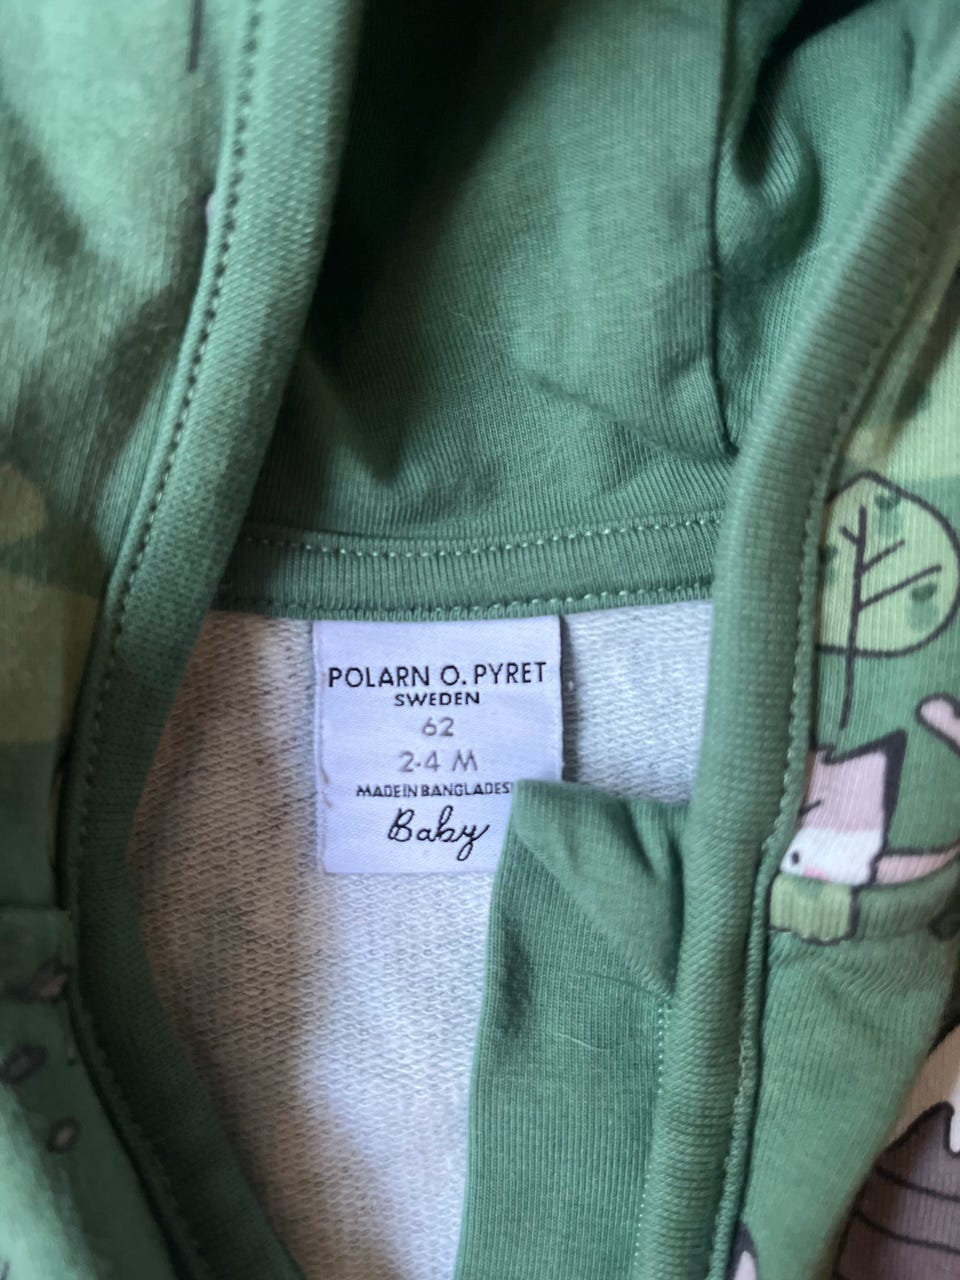 POLARN O. PYRET
SWEDEN
62
2-4 M
MADE IN BANGLADES
Baby